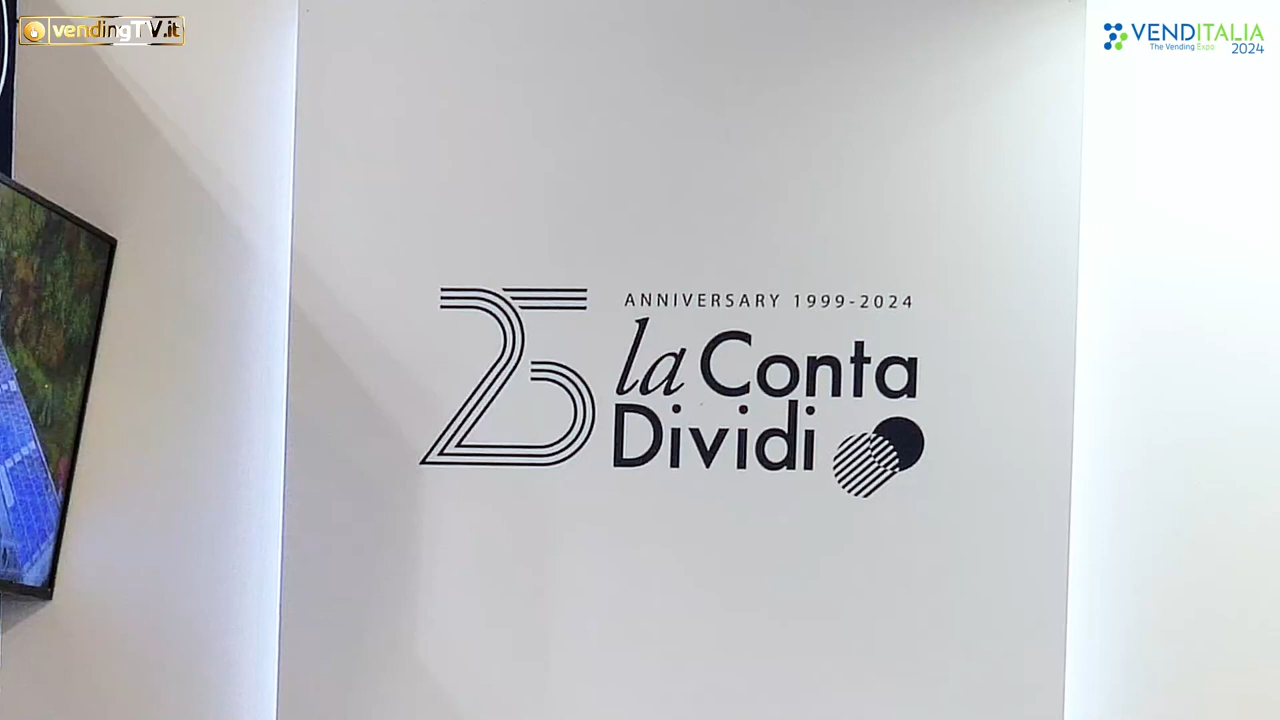 vendingTV.it
VENDITALIA
The Vending Expo
2024
25
ANNIVERSARY 1999-2024
la Conta
Dividi